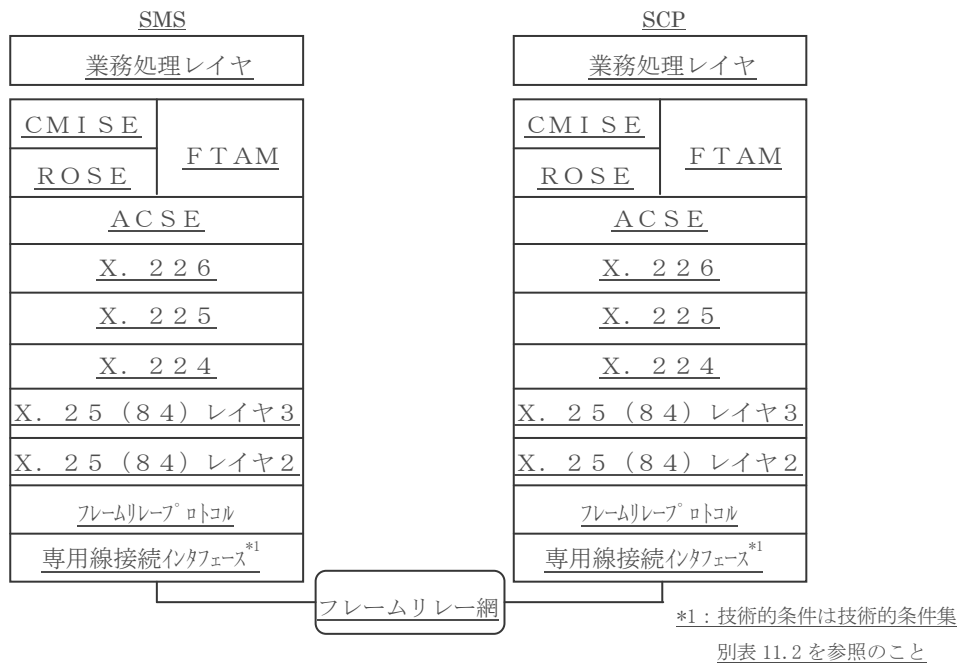 SMS
業務処理レイヤ
CMISE
ROSE
FTAM
ACSE
X.226
X.225
X.224
X.25(84)レイヤ3
X.25(84)レイヤ2
ﾌﾚｰﾑﾘﾚｰﾌﾟﾛﾄｺﾙ
専用線接続ｲﾝﾀﾌｪｰｽ*1
SCP
業務処理レイヤ
CMISE
ROSE
FTAM
ACSE
X.226
X.225
X.224
X.25(84)レイヤ3
X.25(84)レイヤ2
ﾌﾚｰﾑﾘﾚｰﾌﾟﾛﾄｺﾙ
専用線接続ｲﾝﾀﾌｪｰｽ*1
フレームリレー網
*1:技術的条件は技術的条件集
別表 11.2 を参照のこと